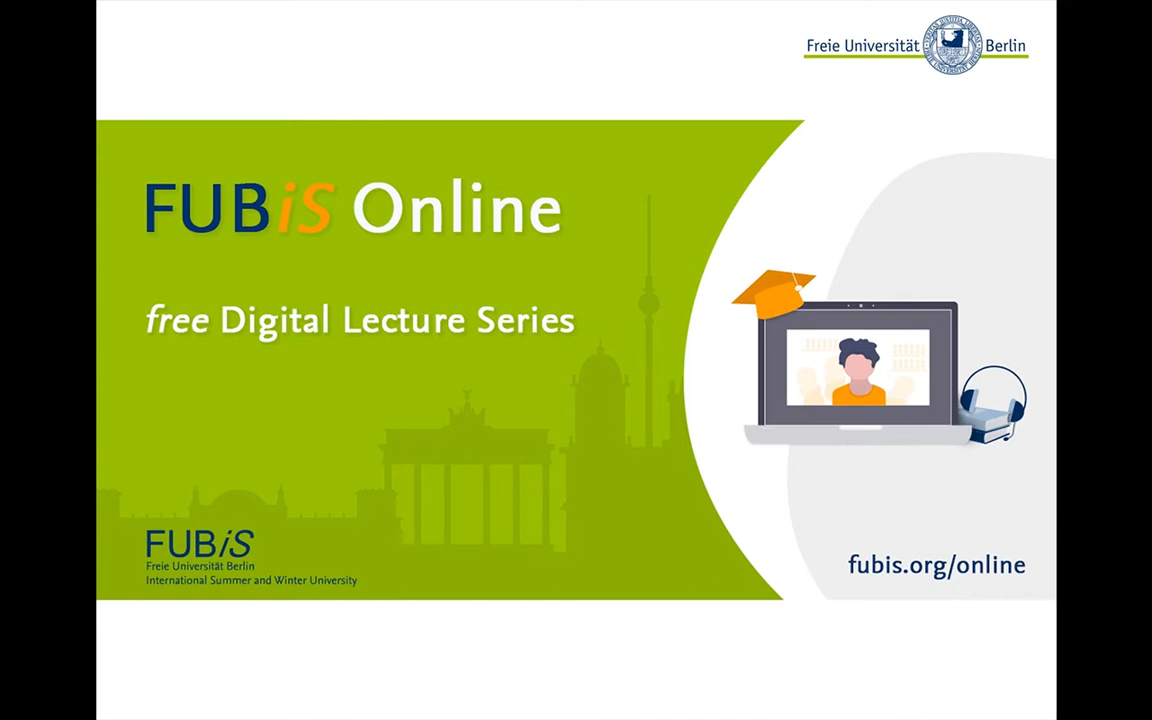 Freie Universität Berlin
FUBiS Online
free Digital Lecture Series
FUBiS
Freie Universität Berlin
International Summer and Winter University
fubis.org/online